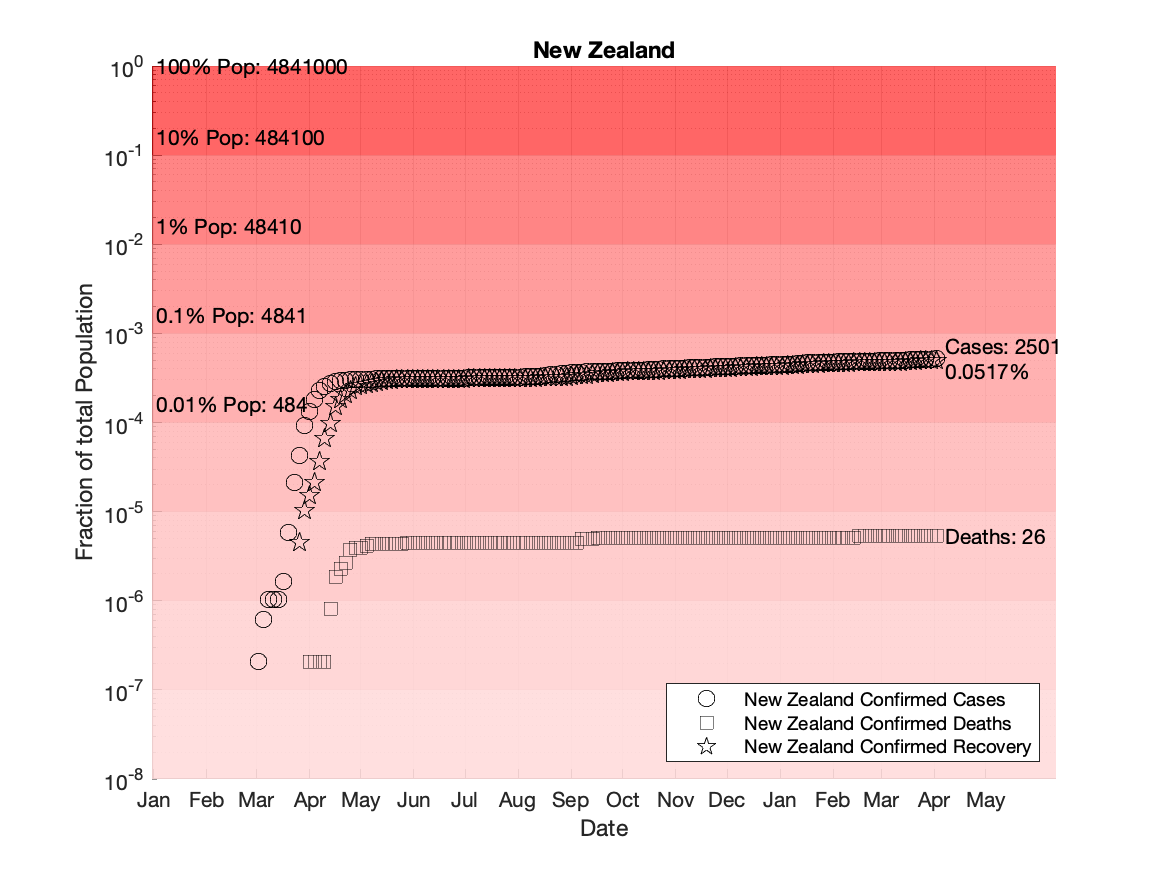 New Zealand
10^0
100% Pop: 4841000
10% Pop: 484100
10^-1
1% Pop: 48410
10^-2
0.1% Pop: 4841
10^-3
Cases: 2501
0.0517%
0.01% Pop: 484
10^-4
10^-5
Deaths: 26
10^-6
10^-7
10^-8
Fraction of total Population
New Zealand Confirmed Cases
New Zealand Confirmed Deaths
New Zealand Confirmed Recovery
Jan Feb Mar Apr May Jun Jul Aug Sep Oct Nov Dec Jan Feb Mar Apr May
Date